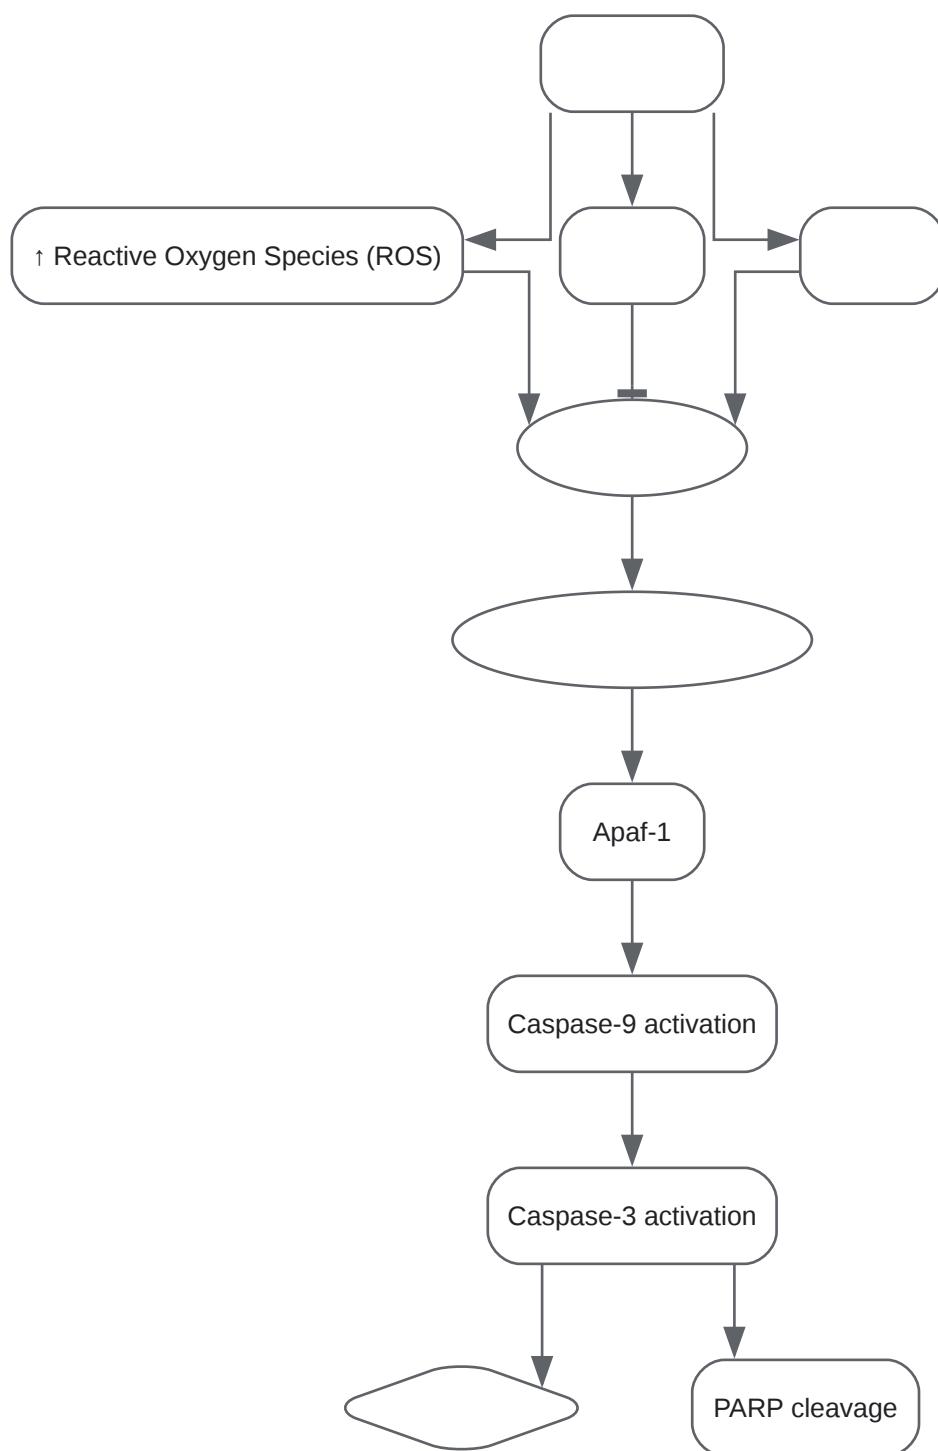 ↑ Reactive Oxygen Species (ROS)
Apaf-1
Caspase-9 activation
Caspase-3 activation
PARP cleavage